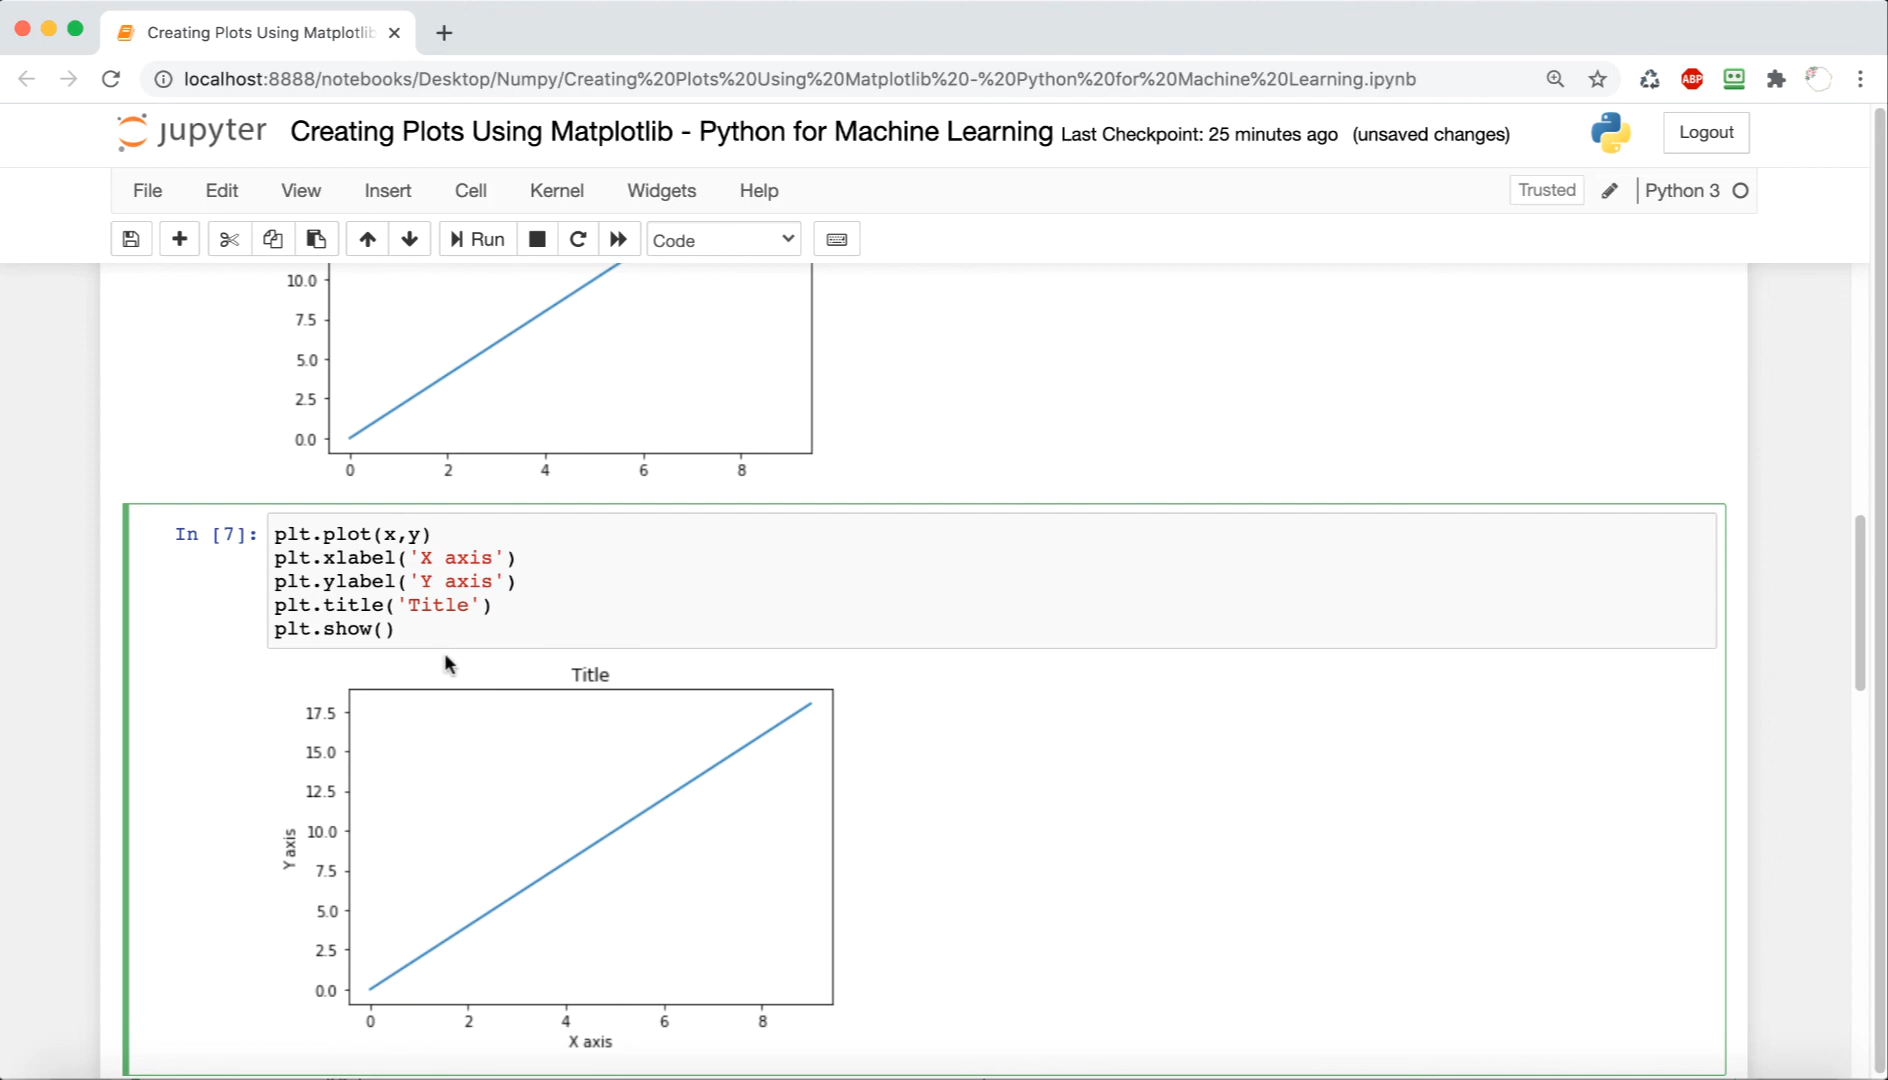 Creating Plots Using Matplotlib
localhost:8888/notebooks/Desktop/Numpy/Creating%20Plots%20Using%20Matplotlib%20-%20Python%20for%20Machine%20Learning.ipynb
ABP
jupyter Creating Plots Using Matplotlib - Python for Machine Learning Last Checkpoint: 25 minutes ago (unsaved changes)
Logout
File Edit View Insert Cell Kernel Widgets Help
Trusted Python 3
Run Code
10.0
7.5
5.0
2.5
0.0
0 2 4 6 8
In [7]: plt.plot(x,y)
plt.xlabel('X axis')
plt.ylabel('Y axis')
plt.title('Title')
plt.show()
Title
17.5
15.0
12.5
10.0
7.5
5.0
2.5
0.0
Y axis
0 2 4 6 8
X axis